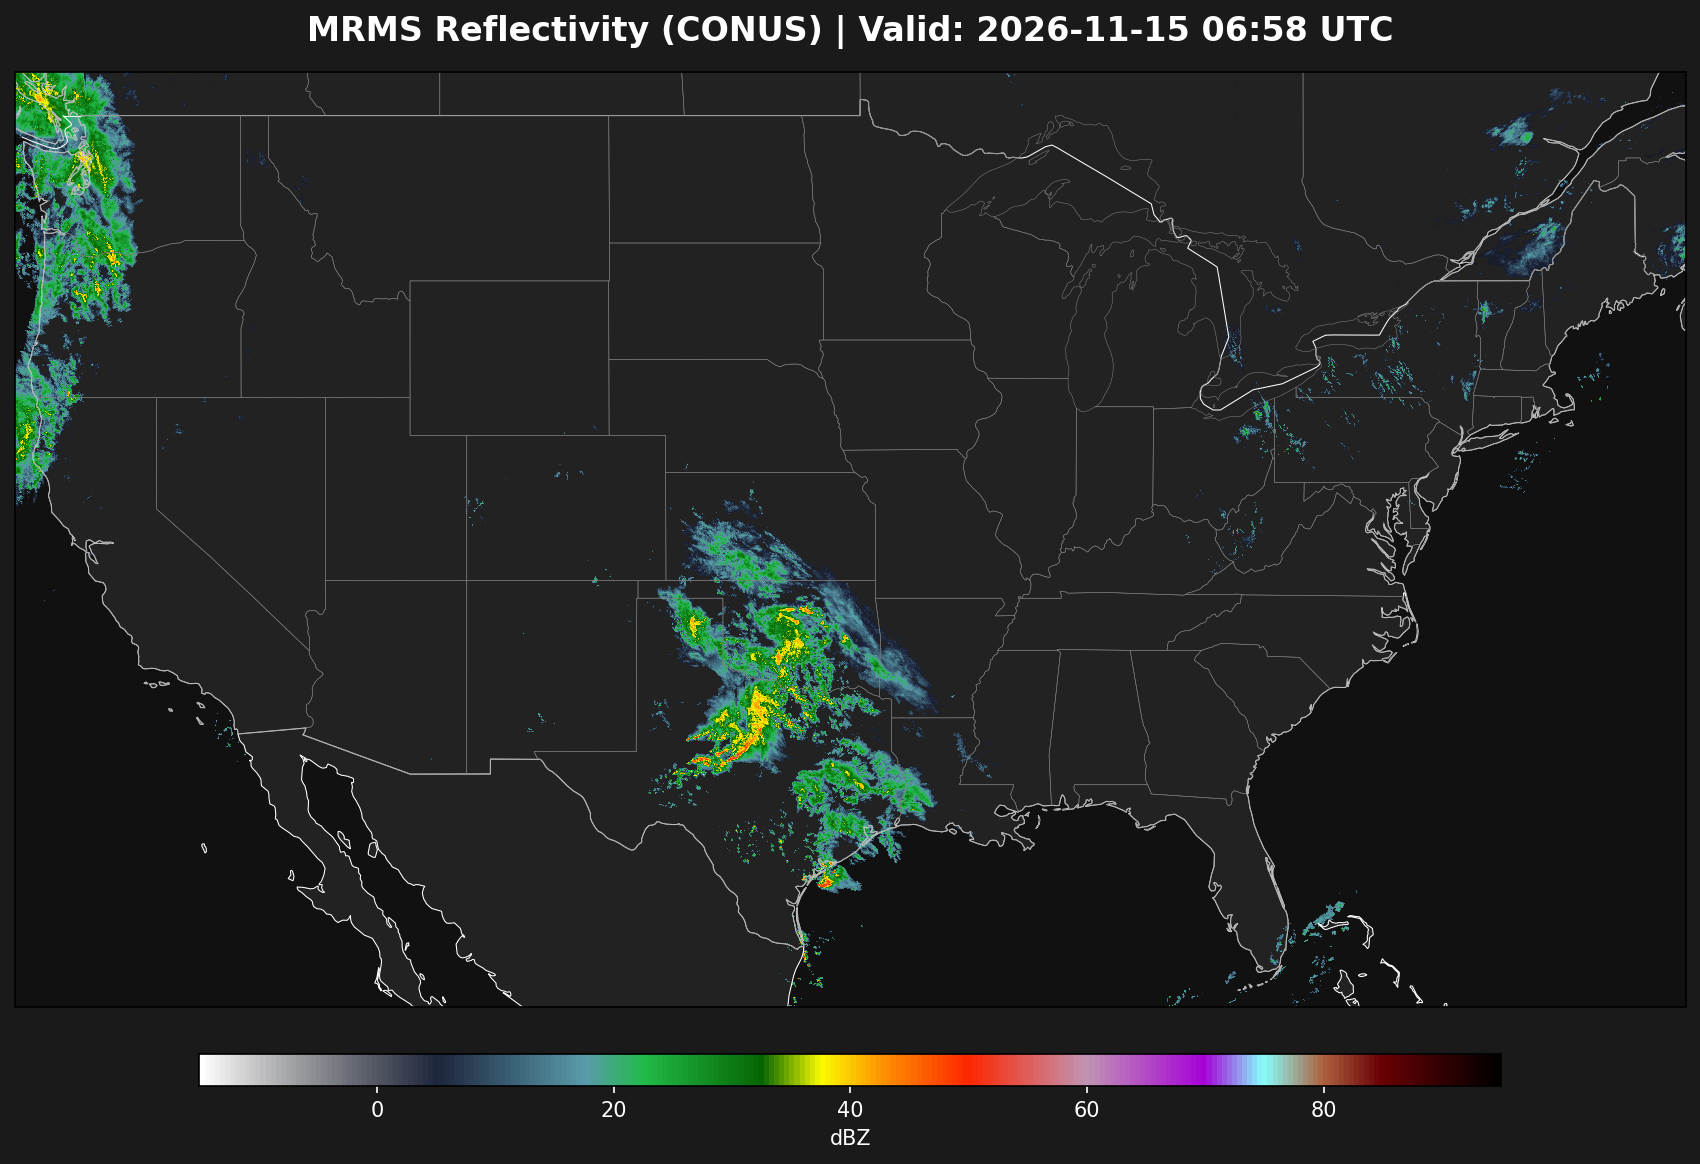 MRMS Reflectivity (CONUS) | Valid: 2026-11-15 06:58 UTC
0 20 40 60 80
dBZ